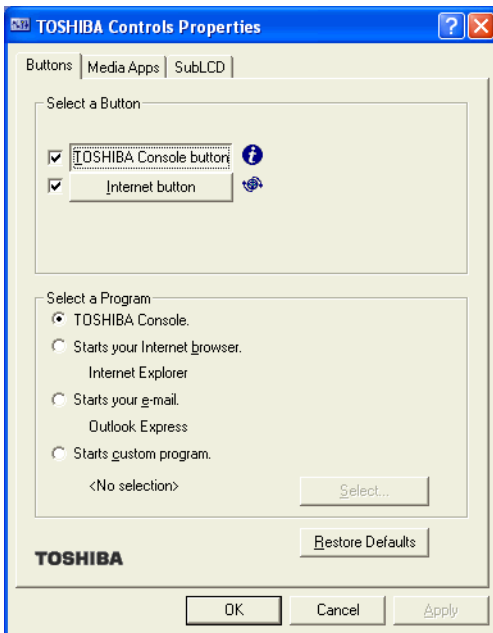 TOSHIBA Controls Properties
Buttons Media Apps SubLCD
Select a Button
TOSHIBA Console button
Internet button
Select a Program
TOSHIBA Console.
Starts your Internet browser.
Internet Explorer
Starts your e-mail.
Outlook Express
Starts custom program.
<No selection> Select...
Restore Defaults
TOSHIBA
OK Cancel Apply